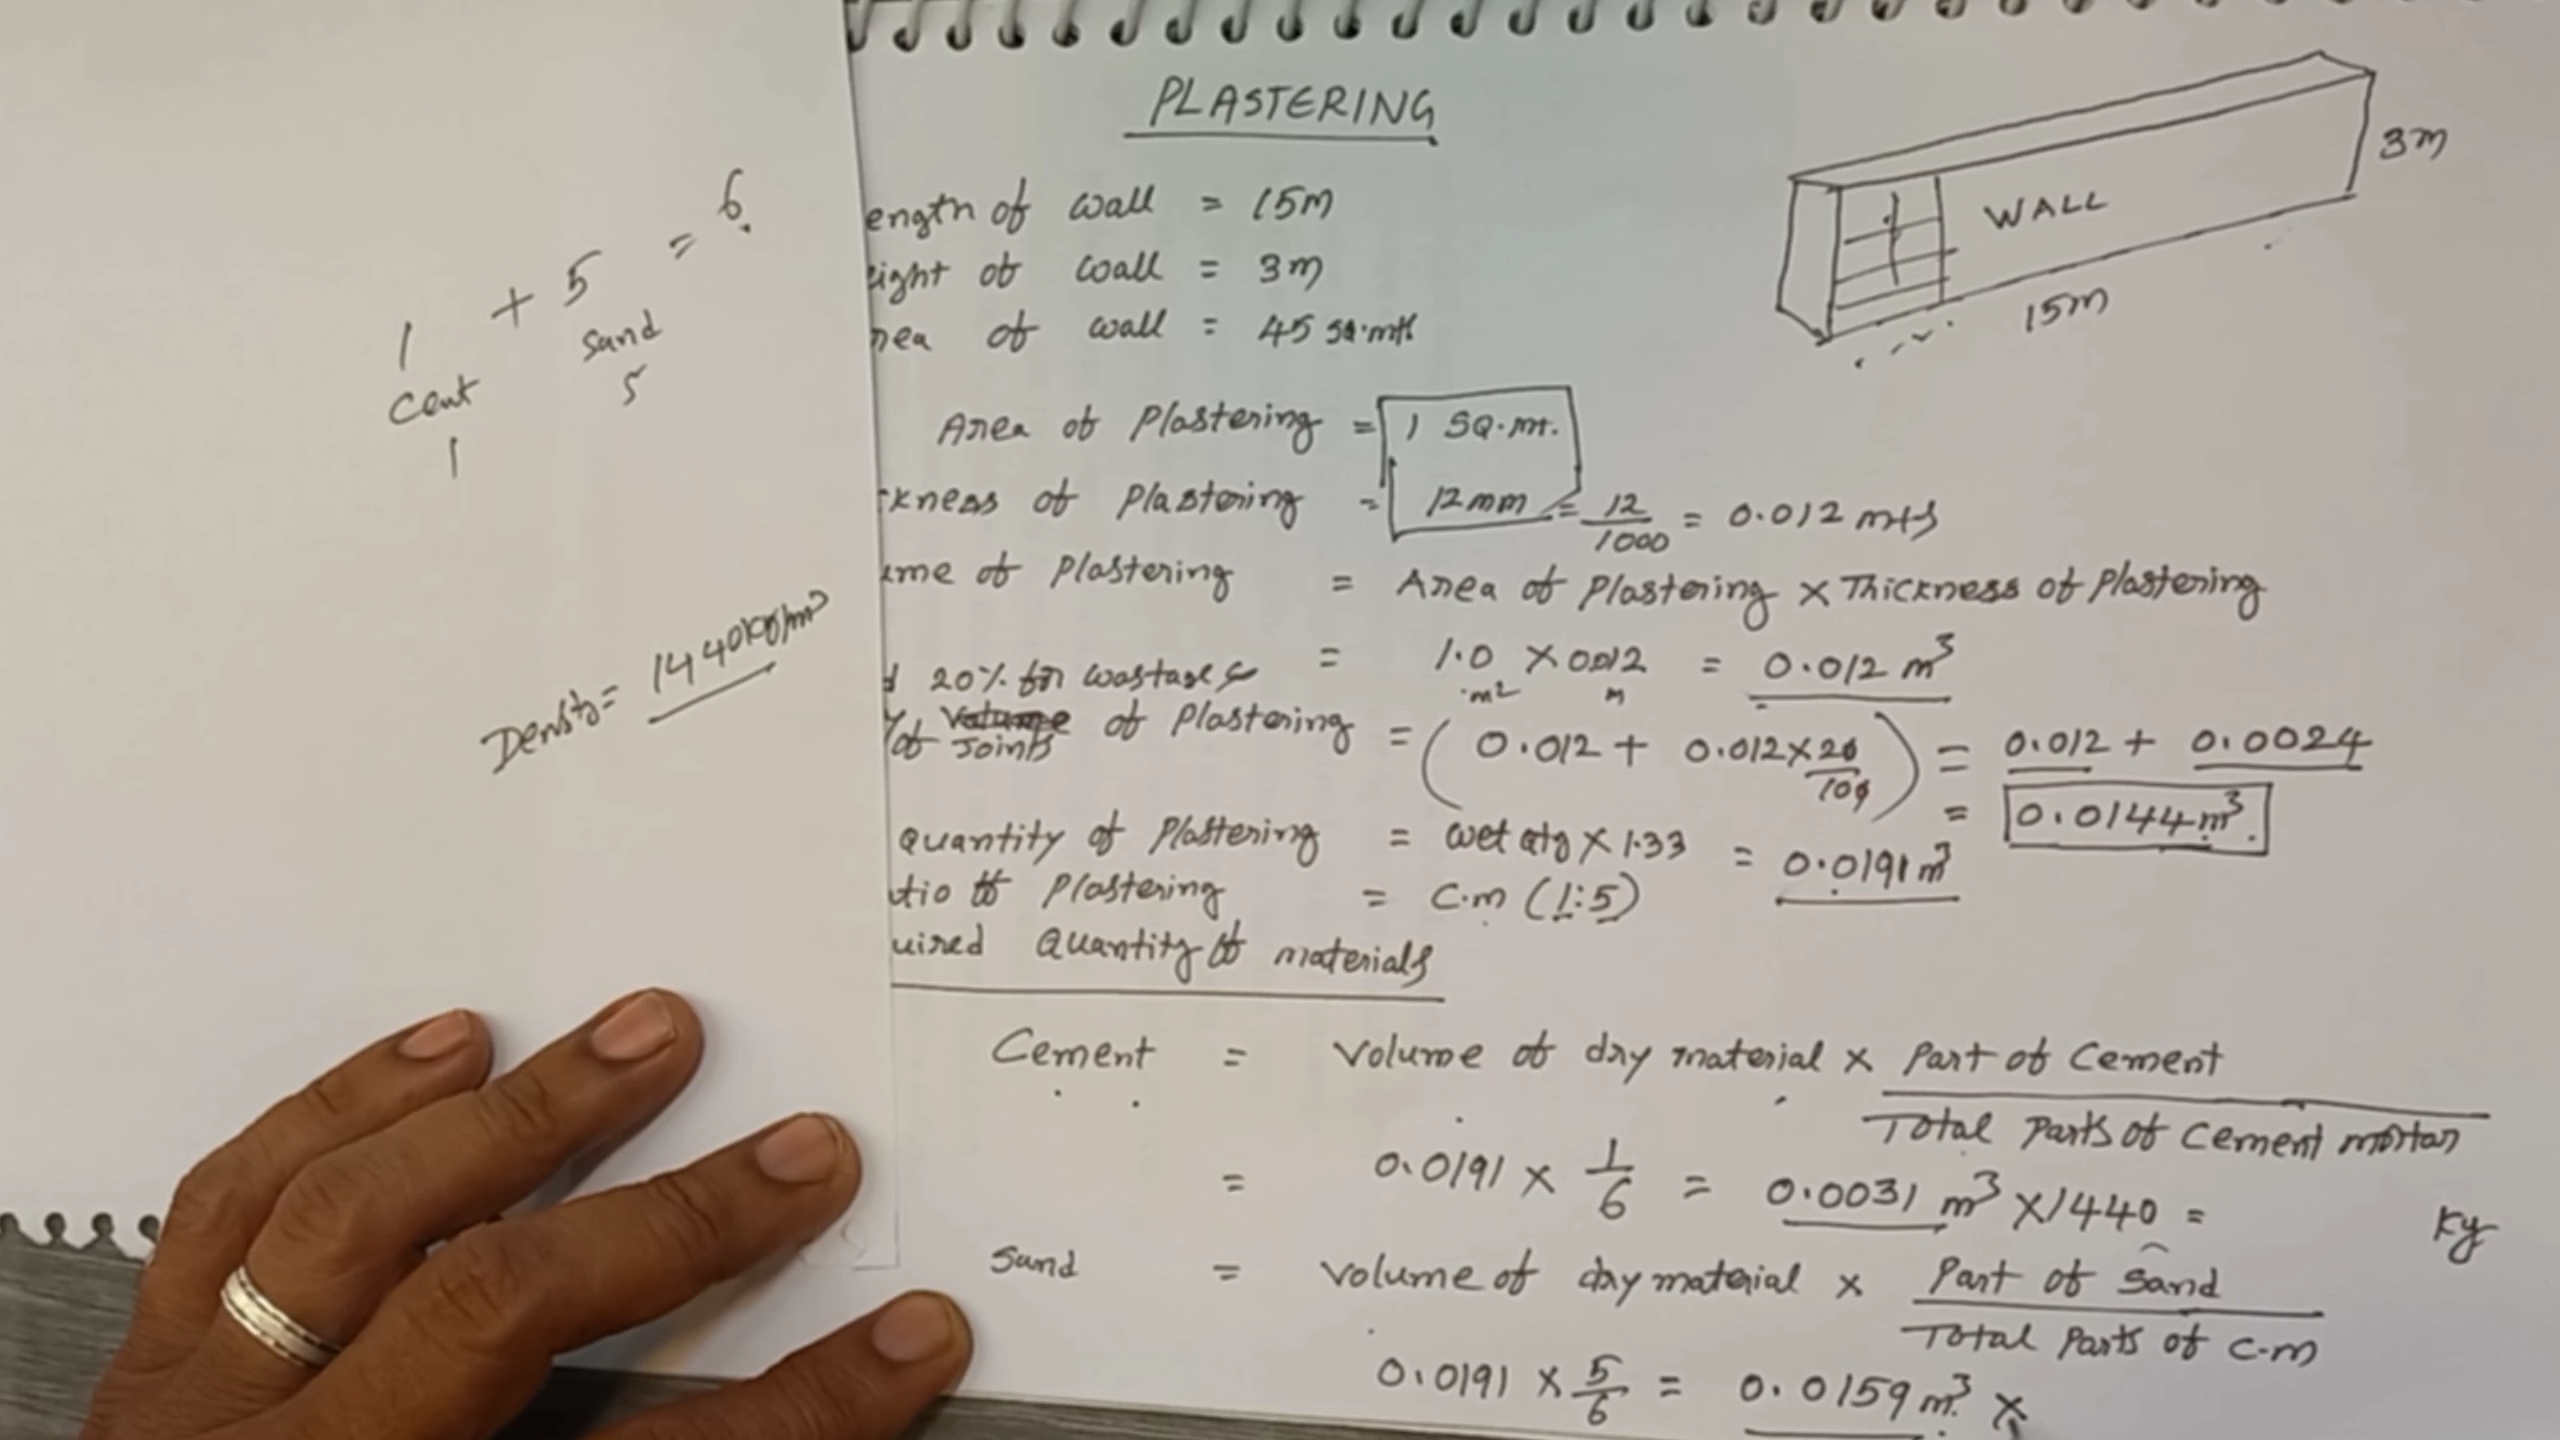 PLASTERING
3m
WALL
15m
1 + 5 = 6
Cent sand
1 5
Density = 1440kg/m³
ength of wall = 15m
eight of wall = 3m
rea of wall = 45 sq.mts
Area of Plastering = 1 SQ.mt.
ckness of Plastering = 12mm = 12/1000 = 0.012 mts
ume of Plastering = Area of Plastering x Thickness of Plastering
= 1.0 x 0.012 = 0.012 m³
m² m
d 20% for wastage &
of Joints of Plastering = (0.012 + 0.012 x 20/100) = 0.012 + 0.0024
= 0.0144 m³.
quantity of Plastering = wet qty x 1.33 = 0.0191 m³
tio of Plastering = C.m (1:5)
uired Quantity of materials
Cement = Volume of dry material x Part of Cement
Total Parts of Cement mortar
= 0.0191 x 1/6 = 0.0031 m³ x 1440 = kg
Sand = Volume of dry material x Part of Sand
Total Parts of C.m
0.0191 x 5/6 = 0.0159 m³ x